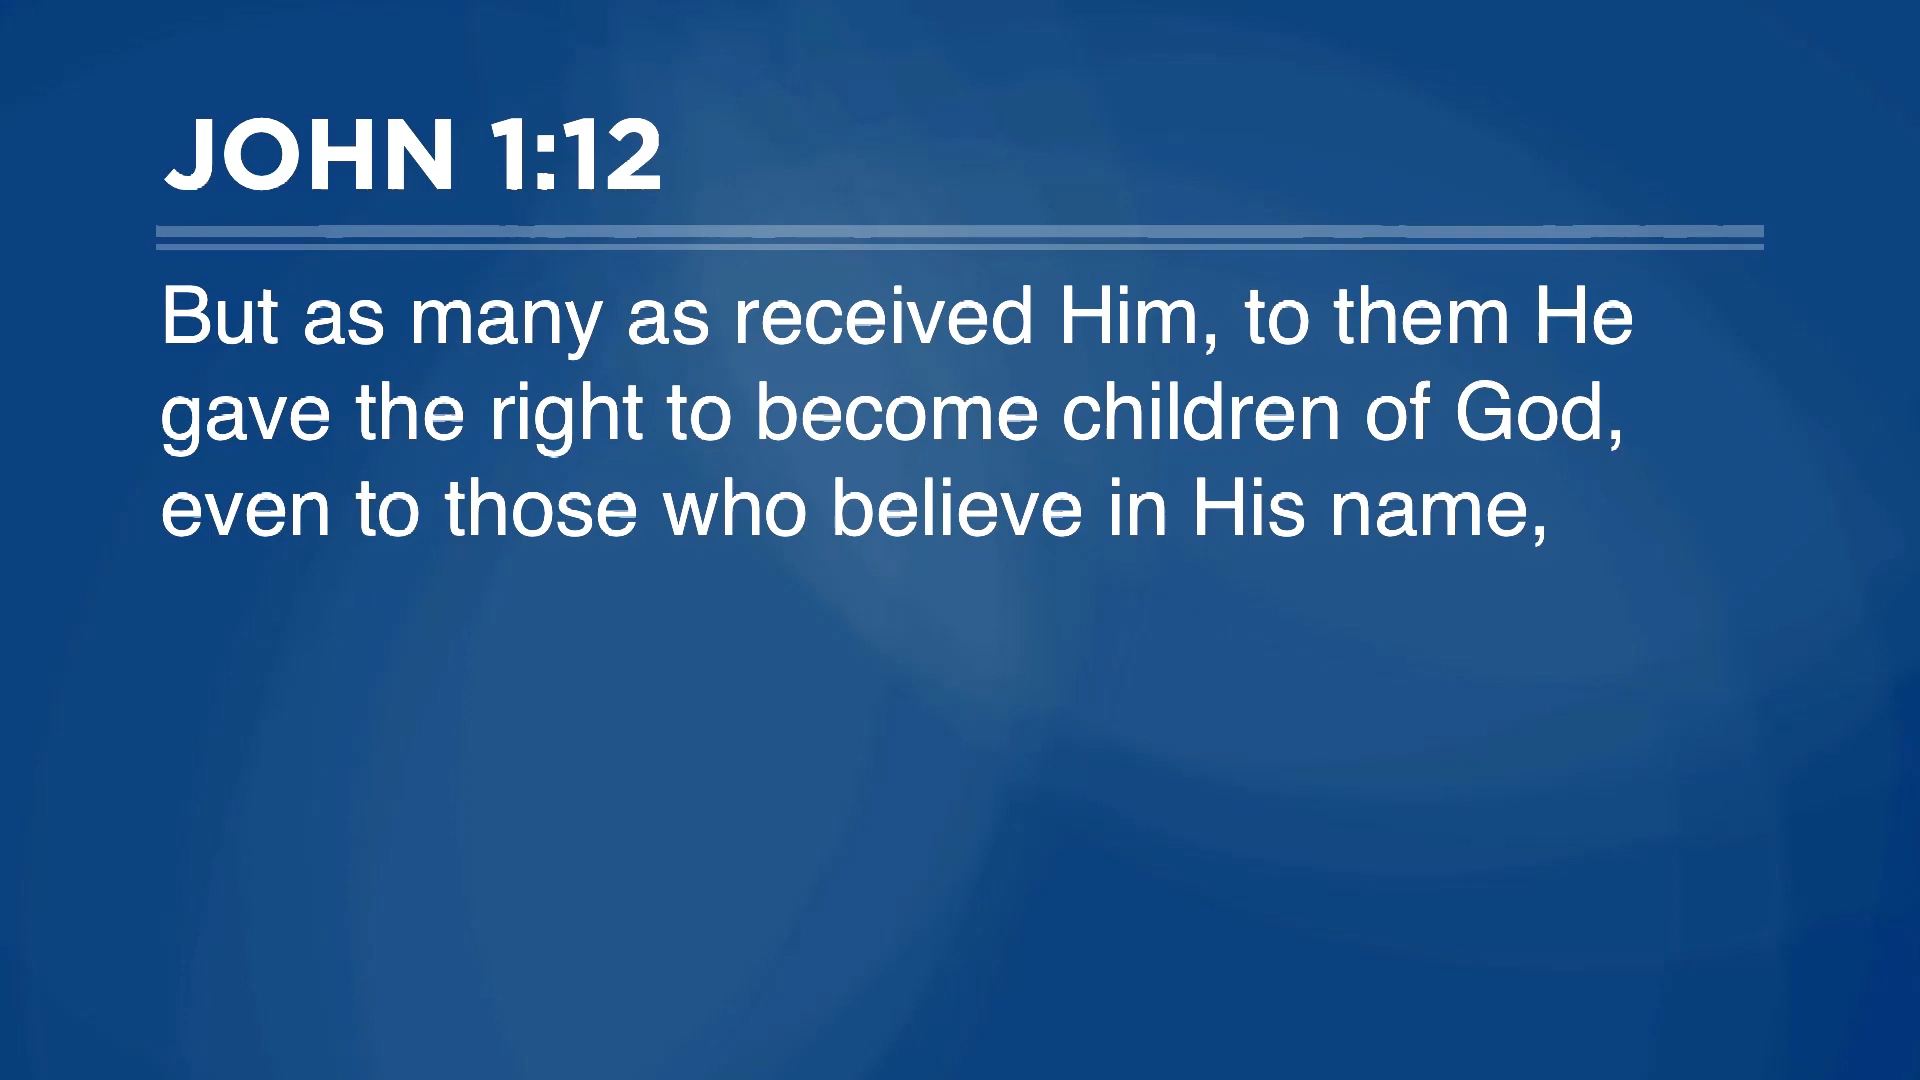 JOHN 1:12
But as many as received Him, to them He
gave the right to become children of God,
even to those who believe in His name,